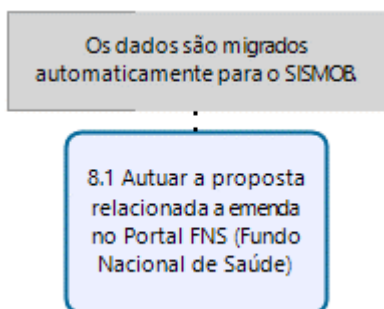 Os dados são migrados
automaticamente para o SISMOB.
8.1 Autuar a proposta
relacionada a emenda
no Portal FNS (Fundo
Nacional de Saúde)